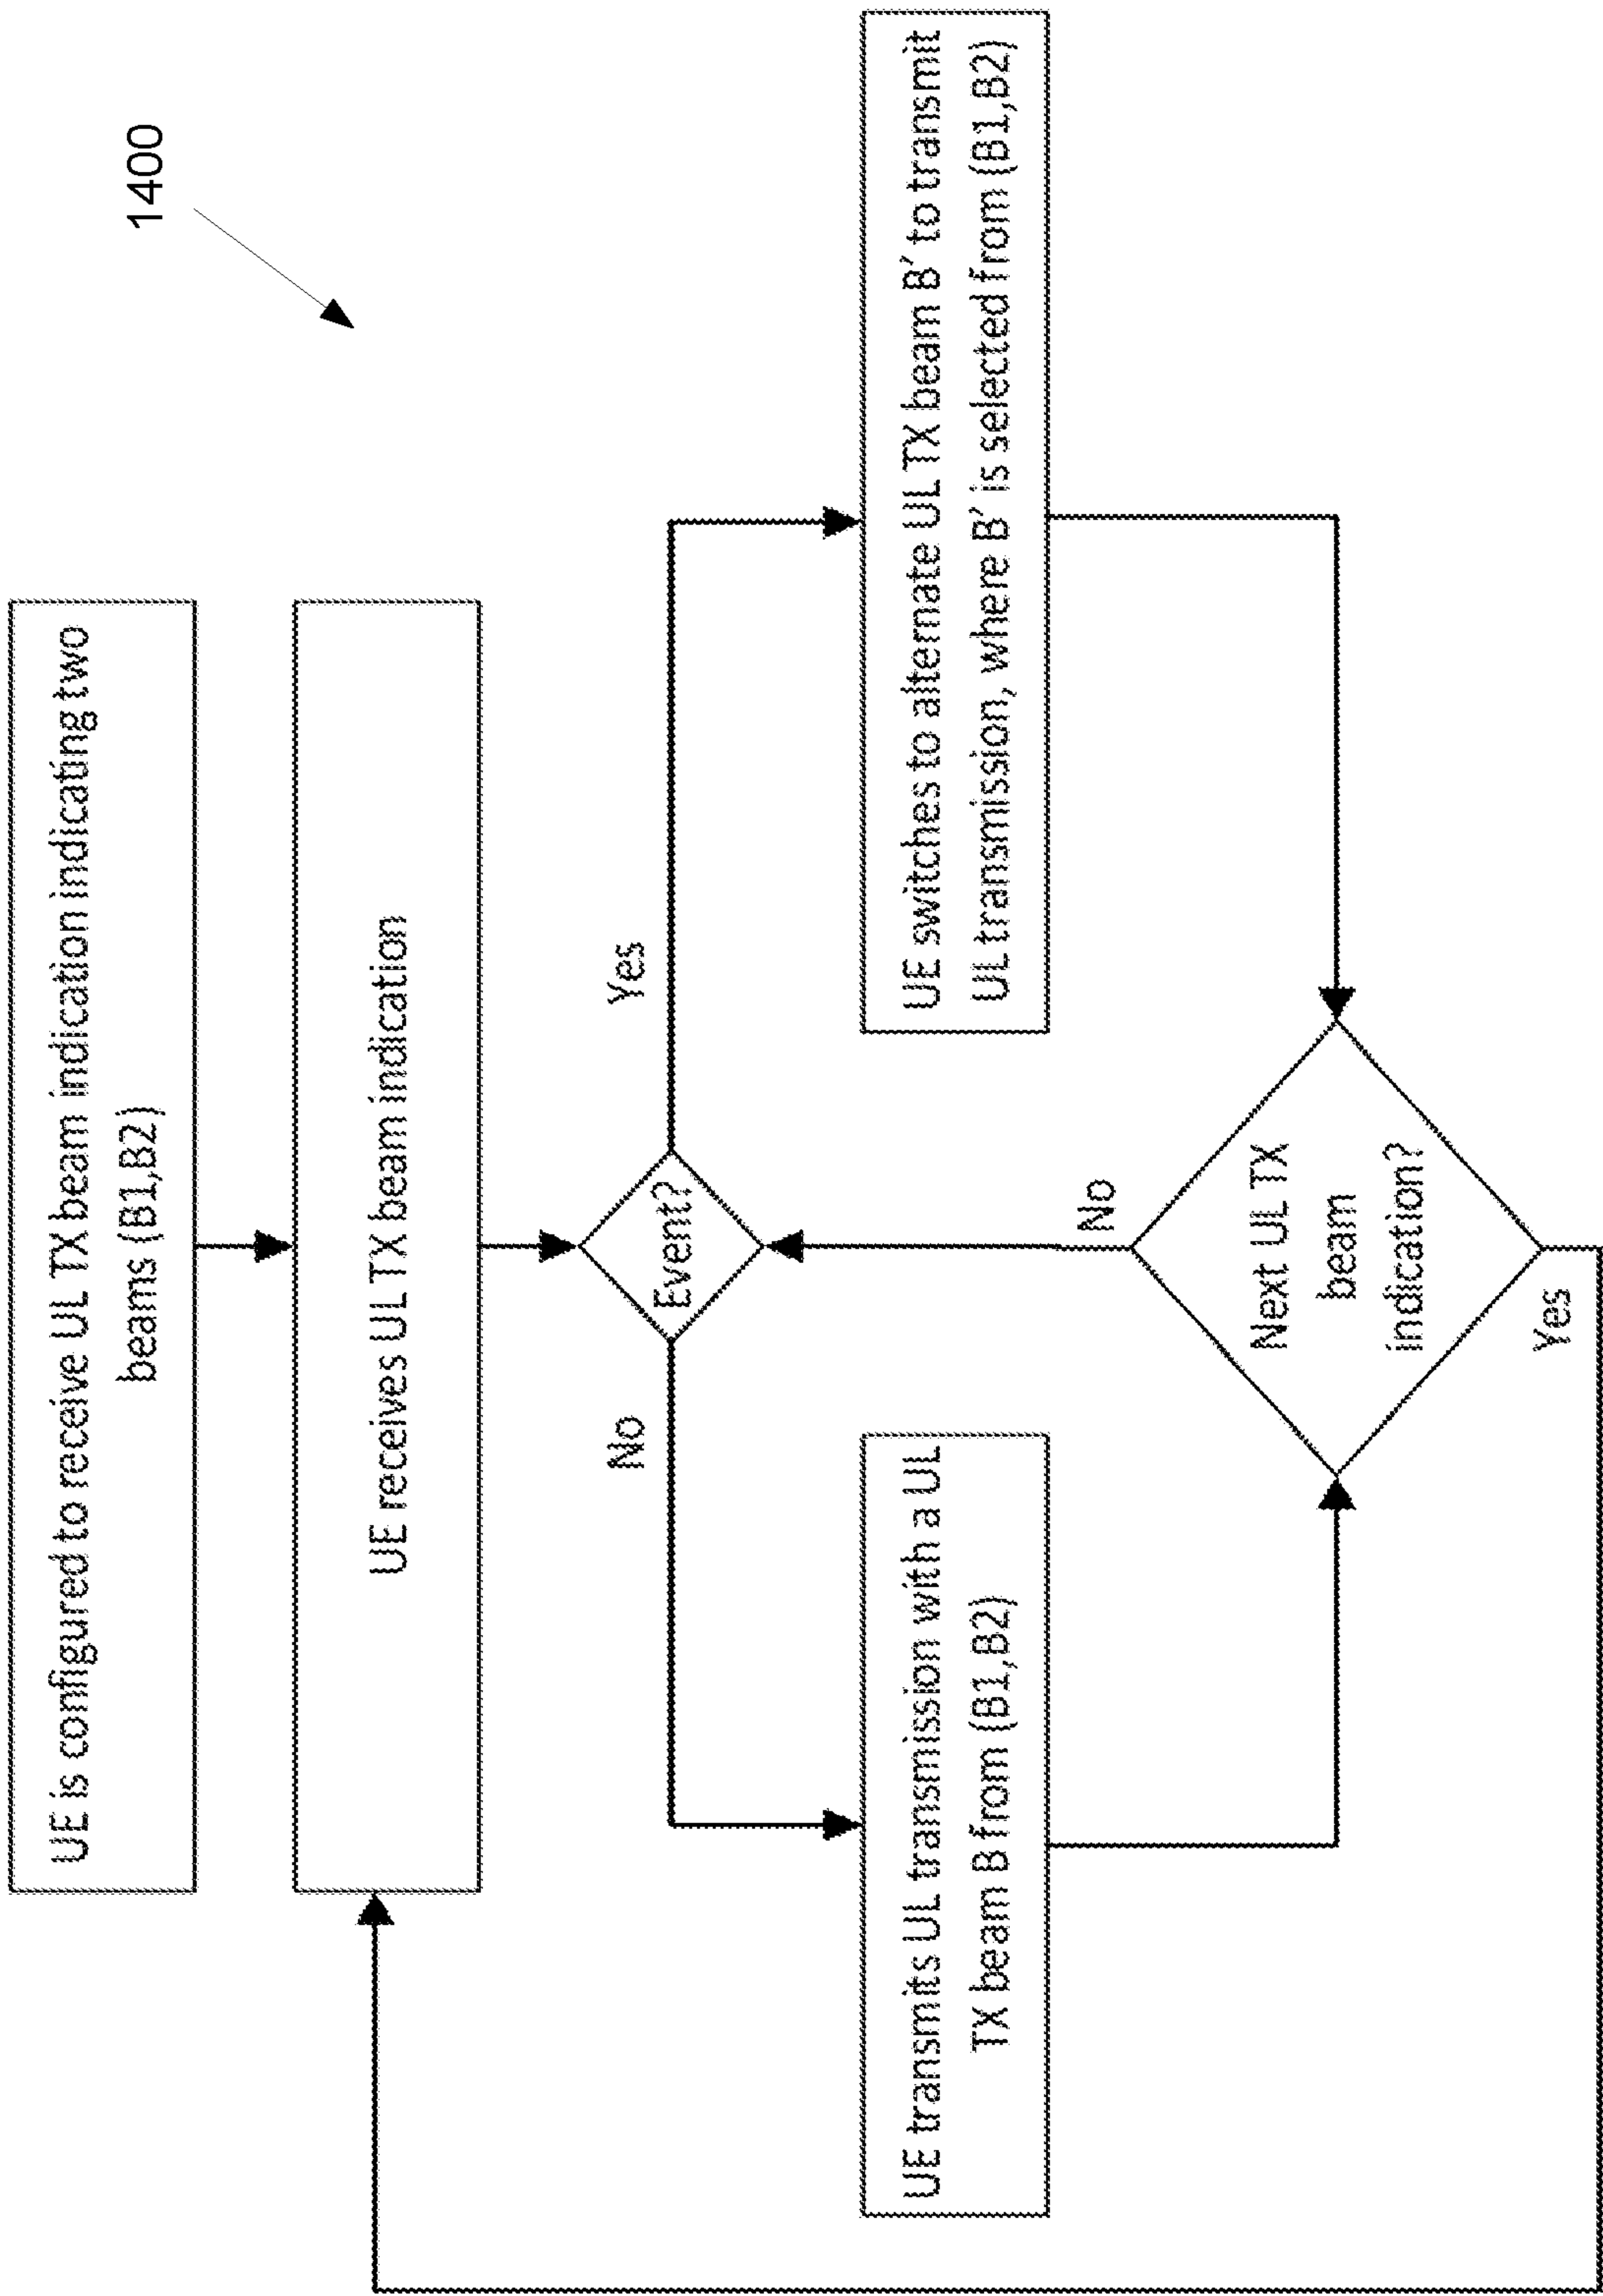 1400
UE is configured to receive UL TX beam indication indicating two
beams (B1,B2)
UE receives UL TX beam indication
Event?
No
Yes
UE transmits UL transmission with a UL
TX beam B from (B1,B2)
UE switches to alternate UL TX beam B' to transmit
UL transmission, where B' is selected from (B1,B2)
No
Next UL TX
beam
indication?
Yes